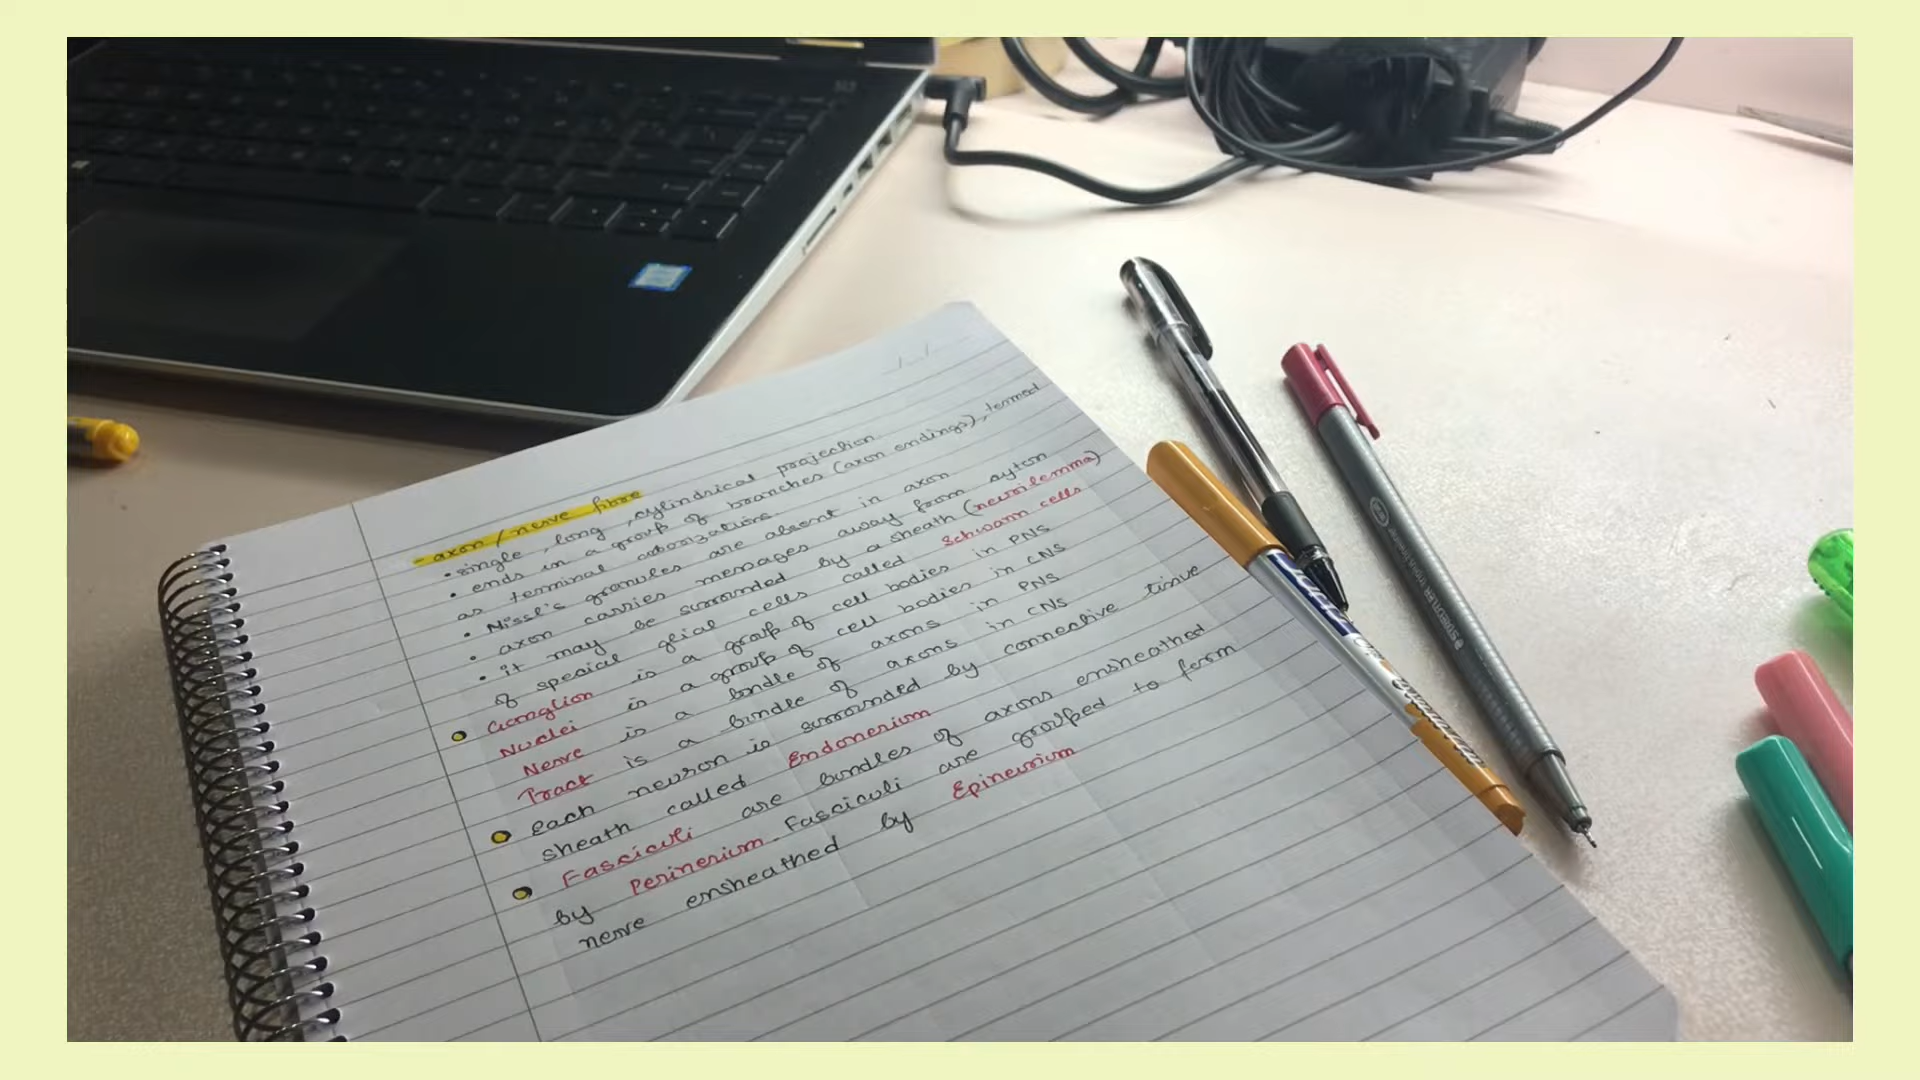 - axon / nerve fibre
• single, long, cylindrical projection
• ends in a group of branches (axon endings), termed
as terminal arborizations.
• Nissl's granules are absent in axon
• axon carries messages away from cyton
• it may be surrounded by a sheath (neurilemma)
of special glial cells called Schwann cells
Ganglion is a group of cell bodies in PNS
Nuclei is a group of cell bodies in CNS
Nerve is a bundle of axons in PNS
Tract is a bundle of axons in CNS
each neuron is surrounded by connective tissue
sheath called Endoneurium
Fasciculi are bundles of axons ensheathed
by Perineurium. Fasciculi are grouped to form
nerve ensheathed by Epineurium
STAEDTLER